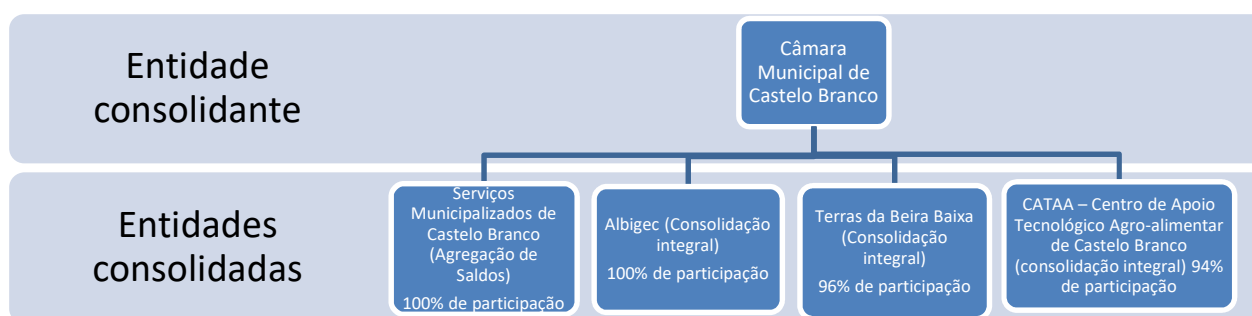 Entidade
consolidante
Câmara
Municipal de
Castelo Branco
Entidades
consolidadas
Serviços
Municipalizados de
Castelo Branco
(Agregação de
Saldos)
100% de participação
Albigec (Consolidação
integral)
100% de participação
Terras da Beira Baixa
(Consolidação
integral)
96% de participação
CATAA – Centro de Apoio
Tecnológico Agro-alimentar
de Castelo Branco
(consolidação integral) 94%
de participação